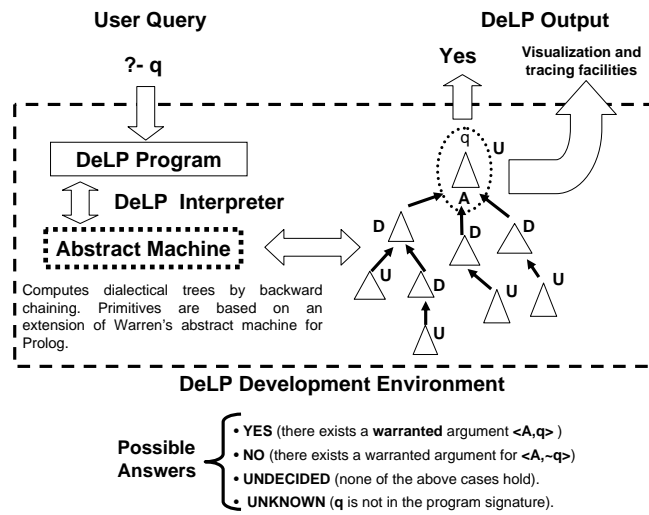 User Query
DeLP Output
?- q
Yes
Visualization and
tracing facilities
DeLP Program
DeLP Interpreter
Abstract Machine
Computes dialectical trees by backward
chaining. Primitives are based on an
extension of Warren's abstract machine for
Prolog.
q
U
A
D
D
D
U
D
U
U
U
DeLP Development Environment
Possible
Answers
• YES (there exists a warranted argument <A,q> )
• NO (there exists a warranted argument for <A,~q>)
• UNDECIDED (none of the above cases hold).
• UNKNOWN (q is not in the program signature).